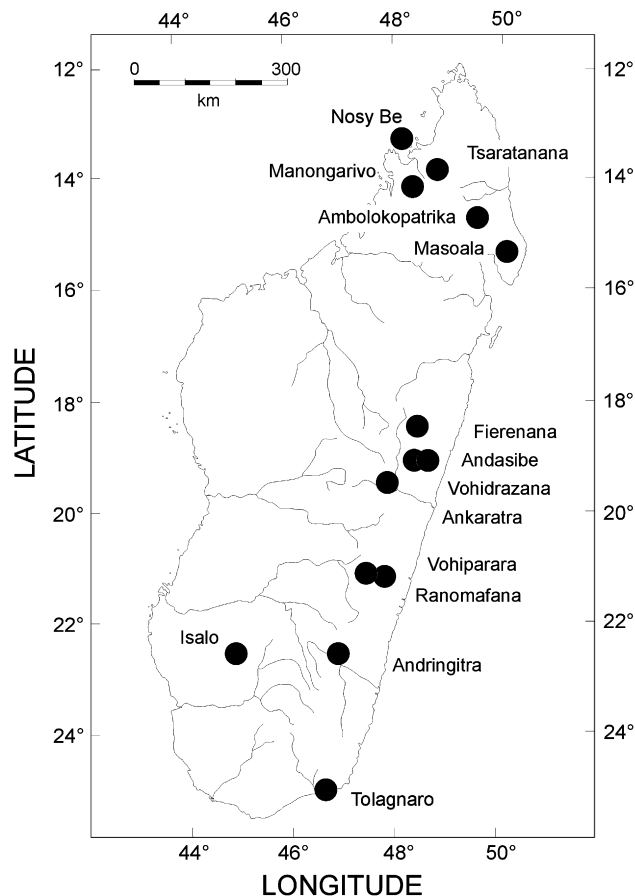 44° 46° 48° 50°
12° 0 300 12°
km
Nosy Be
Tsaratanana
Manongarivo
14° 14°
Ambolokopatrika
Masoala
16° 16°
LATITUDE
18° 18°
Fierenana
Andasibe
Vohidrazana
20° Ankaratra 20°
Vohiparara
Ranomafana
22° Isalo 22°
Andringitra
24° 24°
Tolagnaro
44° 46° 48° 50°
LONGITUDE